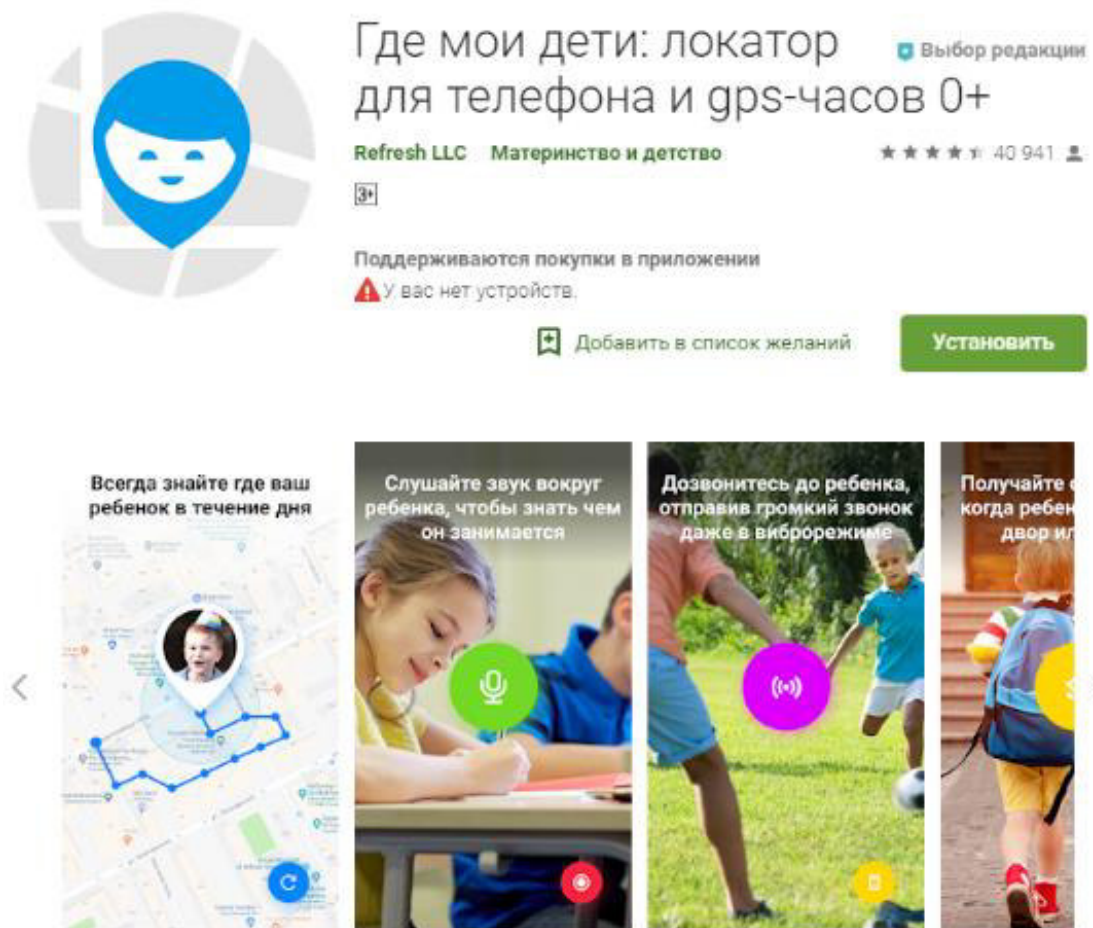 Где мои дети: локатор
для телефона и gps-часов 0+
Выбор редакции
Refresh LLC Материнство и детство
40 941
3+
Поддерживаются покупки в приложении
У вас нет устройств.
Добавить в список желаний
Установить
Всегда знайте где ваш
ребенок в течение дня
Слушайте звук вокруг
ребенка, чтобы знать чем
он занимается
Дозвонитесь до ребенка,
отправив громкий звонок
даже в виброрежиме
Получайте
когда ребен
двор ил